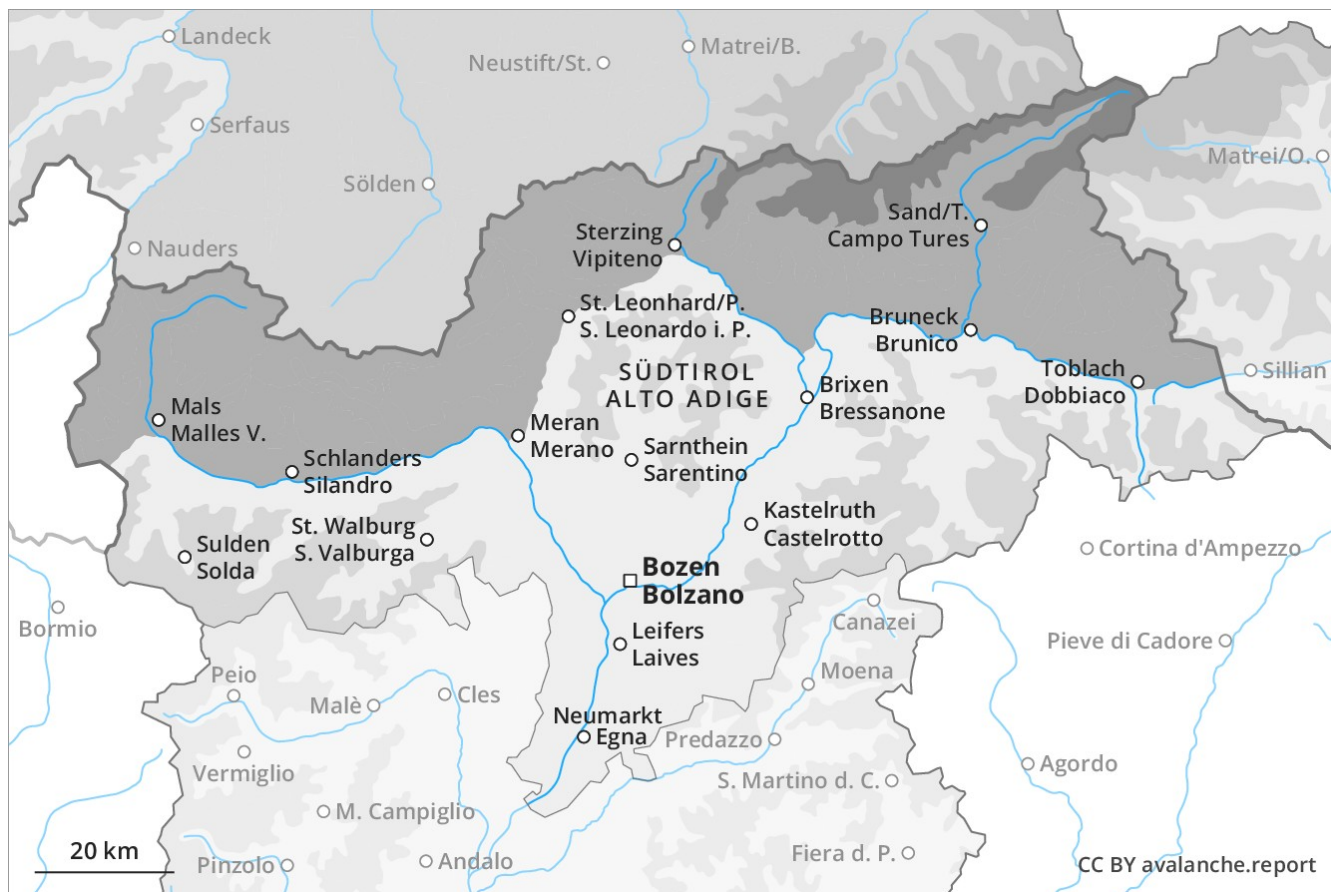 Landeck
Matrei/B.
Neustift/St.
Serfaus
Matrei/O.
Sölden
Sand/T.
Campo Tures
Sterzing
Vipiteno
Nauders
St. Leonhard/P.
S. Leonardo i. P.
Bruneck
Brunico
SÜDTIROL
ALTO ADIGE
Toblach
Dobbiaco
Sillian
Brixen
Bressanone
Mals
Malles V.
Meran
Merano
Sarnthein
Sarentino
Schlanders
Silandro
Kastelruth
Castelrotto
St. Walburg
S. Valburga
Sulden
Solda
Cortina d'Ampezzo
Bozen
Bolzano
Bormio
Canazei
Leifers
Laives
Pieve di Cadore
Peio
Moena
Malè
Cles
Neumarkt
Egna
Predazzo
Vermiglio
Agordo
S. Martino d. C.
M. Campiglio
20 km
Pinzolo
Andalo
Fiera d. P.
CC BY avalanche.report